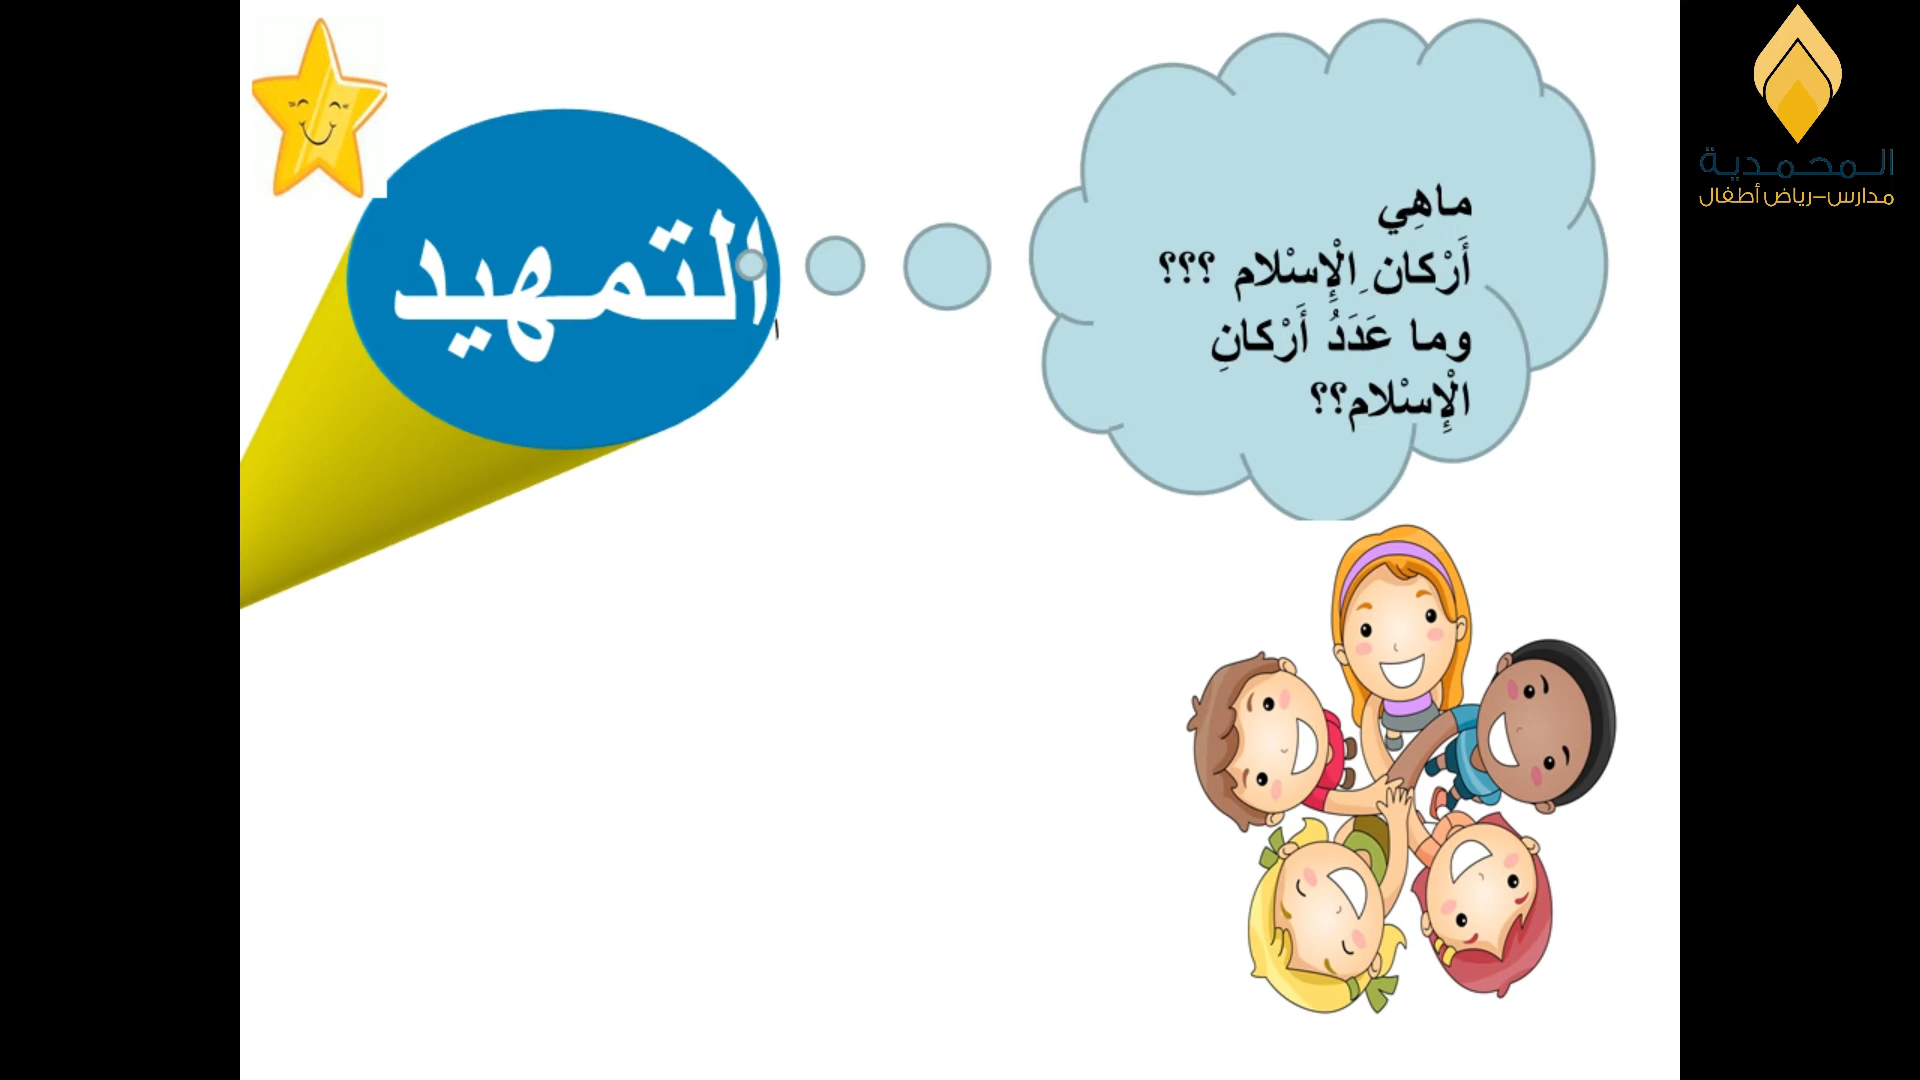 التمهيد
ماهِي
أَرْكان ِالْإِسْلام ؟؟؟
وما عَدَدُ أَرْكانِ
الْإِسْلام؟؟
المحمدية
مدارس-رياض أطفال